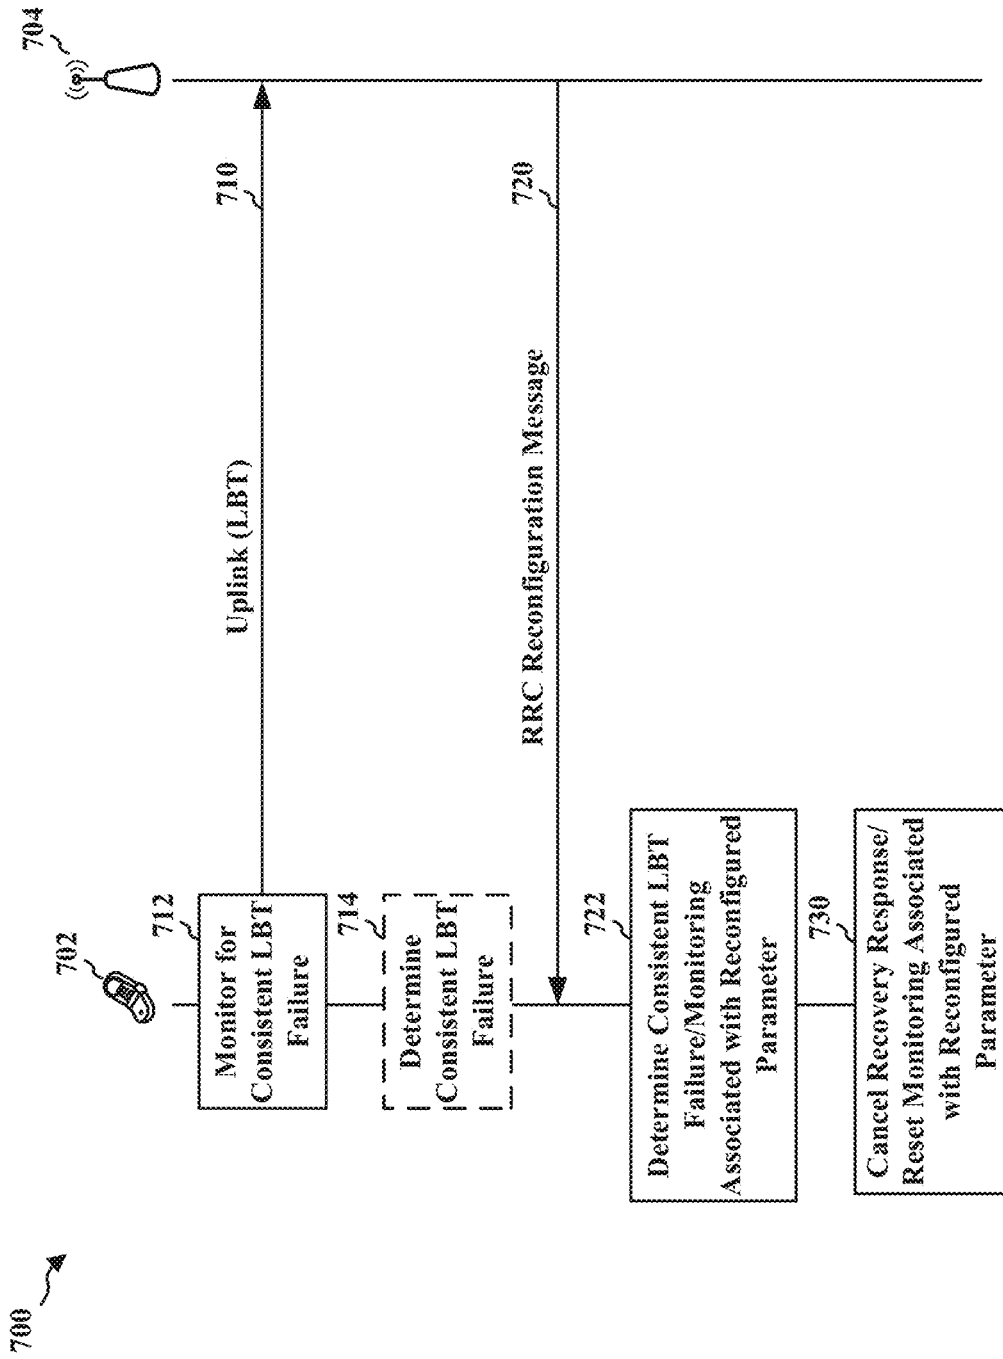 700
702
704
712
Monitor for
Consistent LBT
Failure
Uplink (LBT)
710
714
Determine
Consistent LBT
Failure
RRC Reconfiguration Message
720
722
Determine Consistent LBT
Failure/Monitoring
Associated with Reconfigured
Parameter
730
Cancel Recovery Response/
Reset Monitoring Associated
with Reconfigured
Parameter